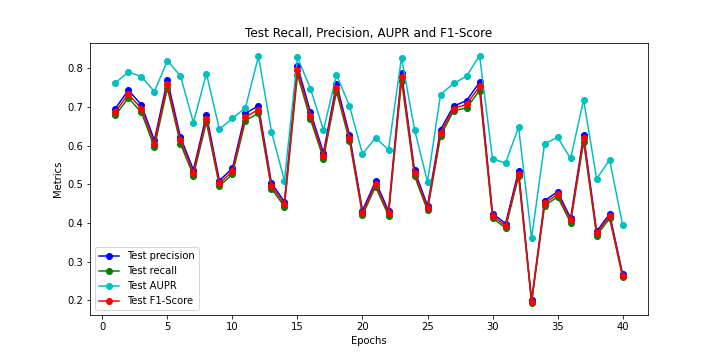 Test Recall, Precision, AUPR and F1-Score
Metrics
0.8
0.7
0.6
0.5
0.4
0.3
0.2
Test precision
Test recall
Test AUPR
Test F1-Score
0 5 10 15 20 25 30 35 40
Epochs